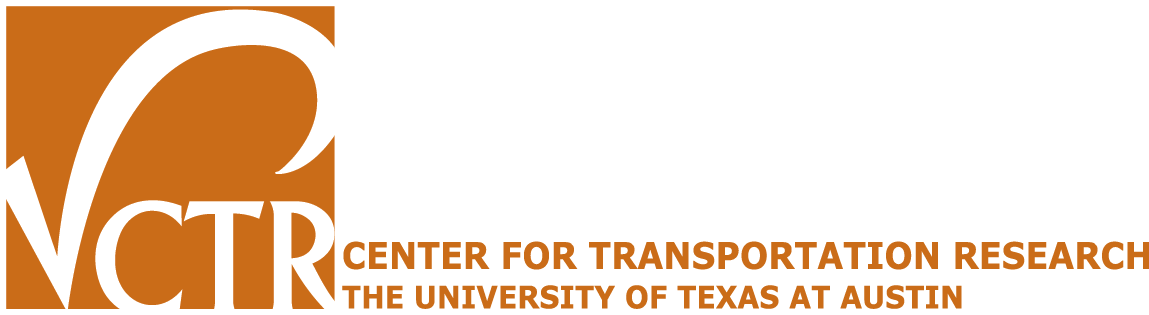 CTR
CENTER FOR TRANSPORTATION RESEARCH
THE UNIVERSITY OF TEXAS AT AUSTIN